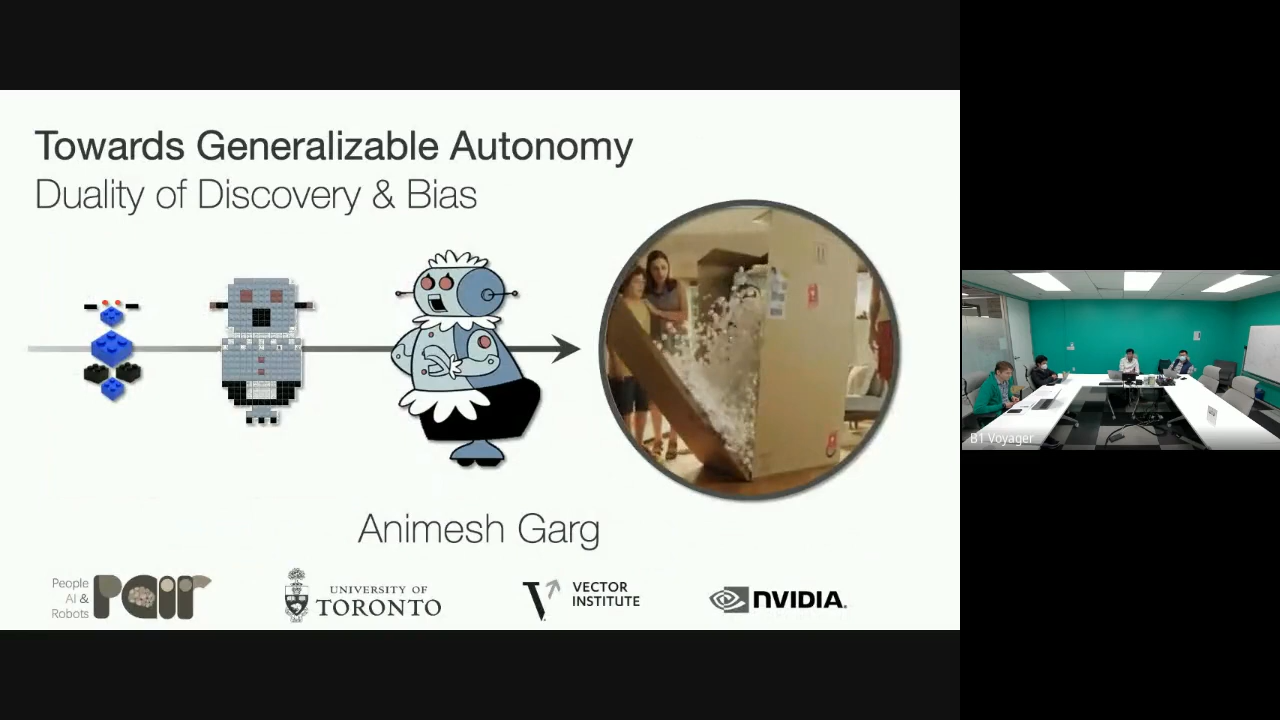 Towards Generalizable Autonomy
Duality of Discovery & Bias
Animesh Garg
People
AI &
Robots
pair
UNIVERSITY OF
TORONTO
VECTOR
INSTITUTE
NVIDIA.
B1 Voyager